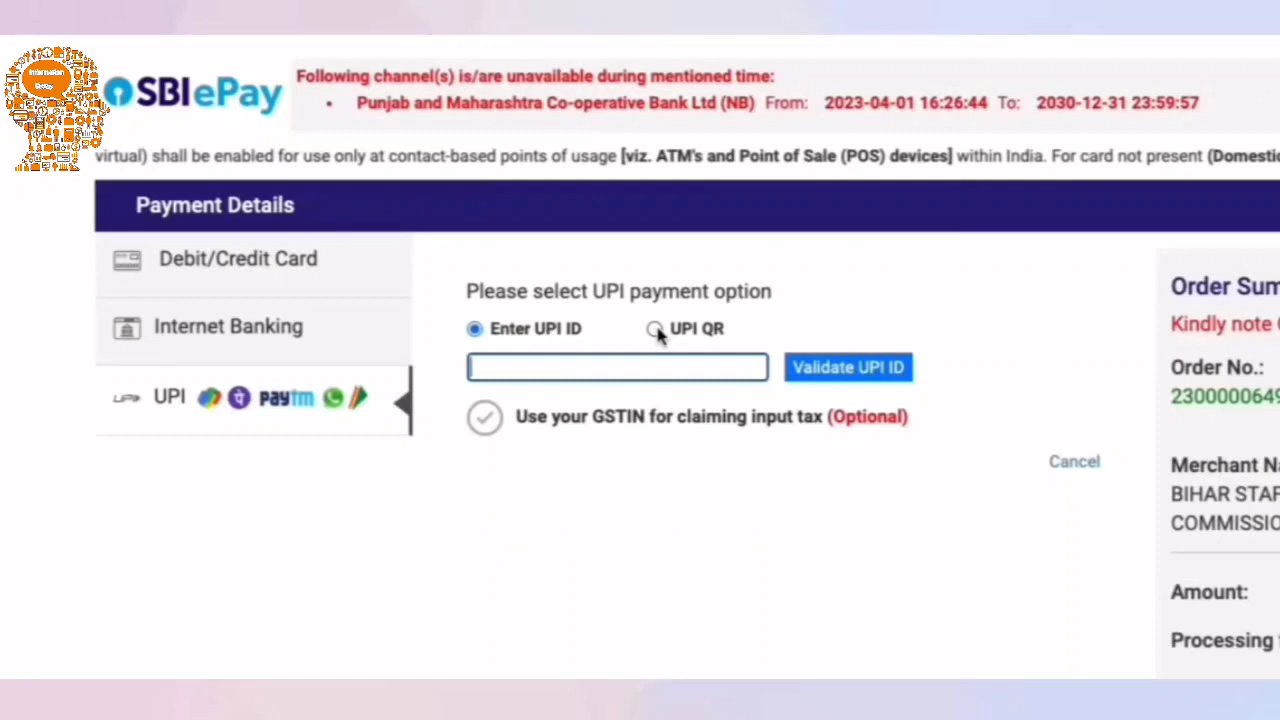 Information
SBI ePay
Following channel(s) is/are unavailable during mentioned time:
• Punjab and Maharashtra Co-operative Bank Ltd (NB) From: 2023-04-01 16:26:44 To: 2030-12-31 23:59:57
virtual) shall be enabled for use only at contact-based points of usage [viz. ATM's and Point of Sale (POS) devices] within India. For card not present (Domesti
Payment Details
Debit/Credit Card
Internet Banking
UPI paytm
Please select UPI payment option
Enter UPI ID UPI QR
Validate UPI ID
Use your GSTIN for claiming input tax (Optional)
Cancel
Order Sum
Kindly note
Order No.:
2300000649
Merchant Na
BIHAR STAF
COMMISSIO
Amount:
Processing